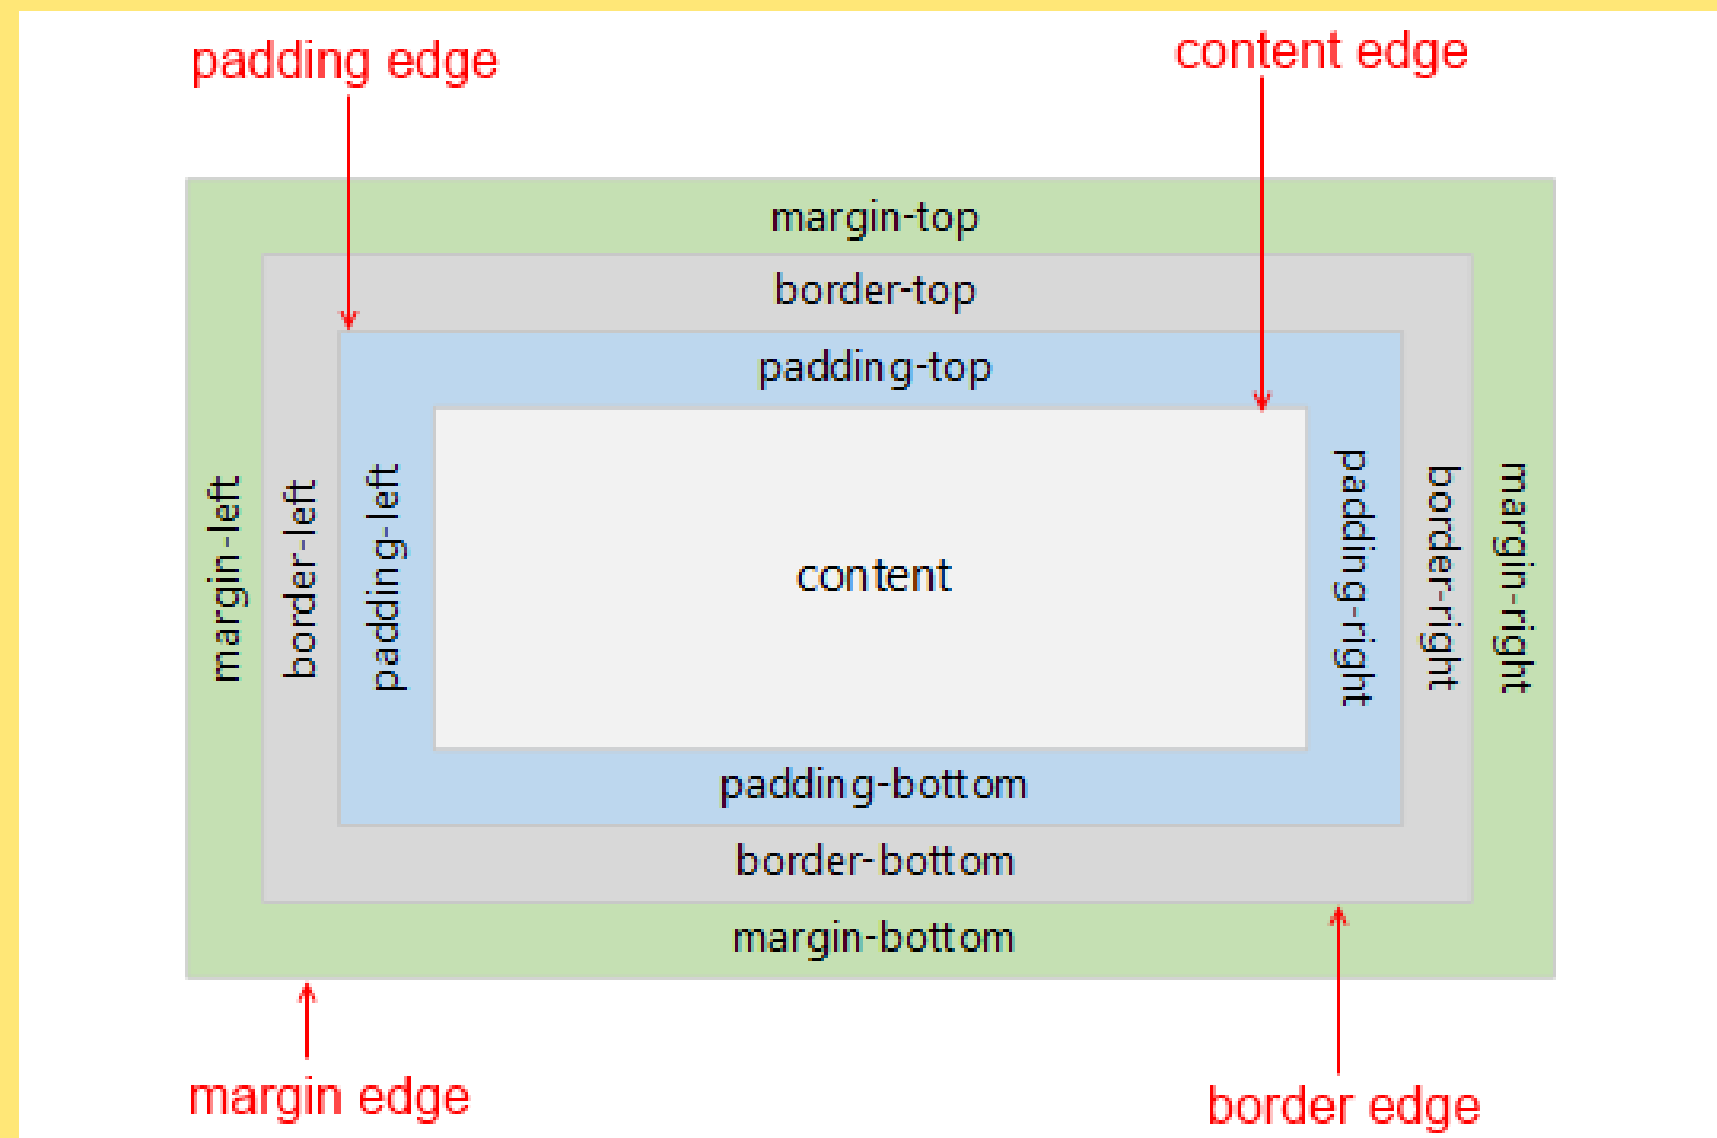 padding edge
content edge
margin-top
border-top
padding-top
margin-left
border-left
padding-left
content
padding-right
border-right
margin-right
padding-bottom
border-bottom
margin-bottom
margin edge
border edge